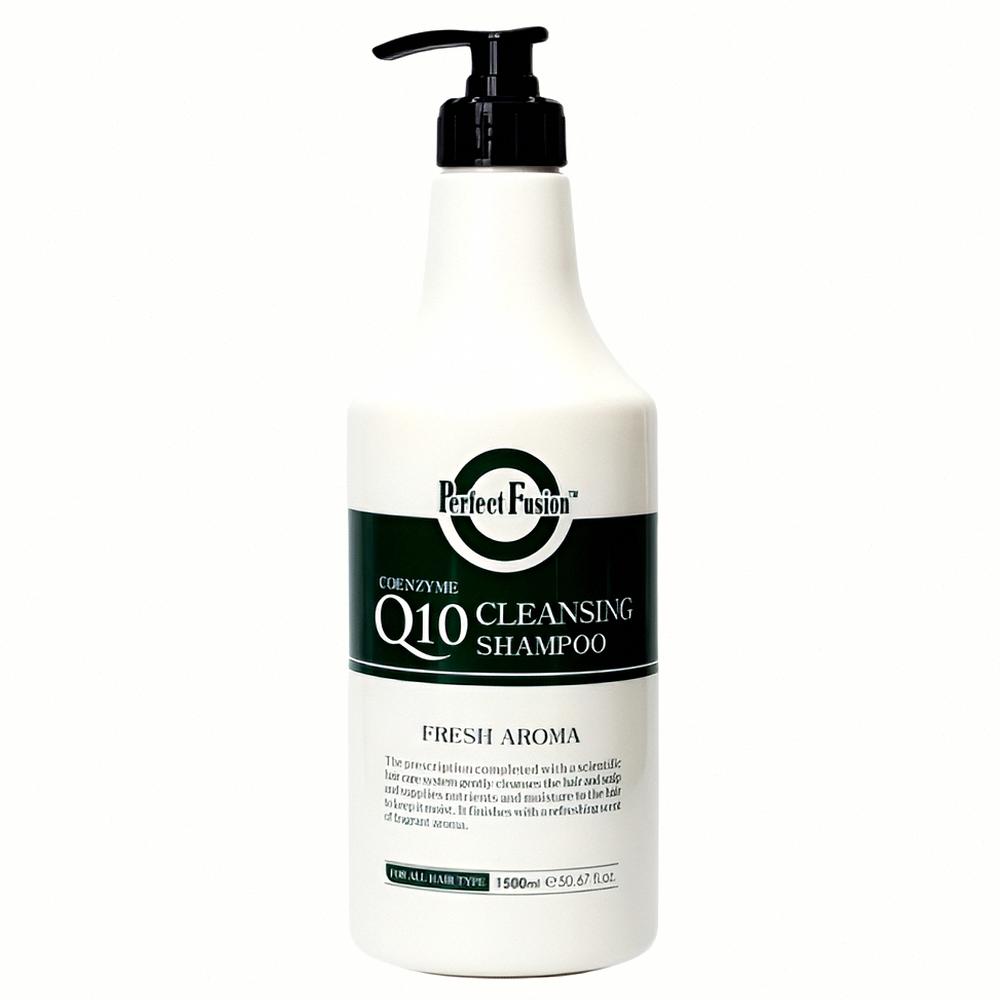 Perfect Fusion™
COENZYME
Q10 CLEANSING
SHAMPOO
FRESH AROMA
The prescription completed with a scientific
hair care system gently cleanses the hair and scalp
and supplies nutrients and moisture to the hair
to keep it moist. It finishes with a refreshing scent
of fragrant aroma.
FOR ALL HAIR TYPE 1500ml ℮50.67 fl.oz.